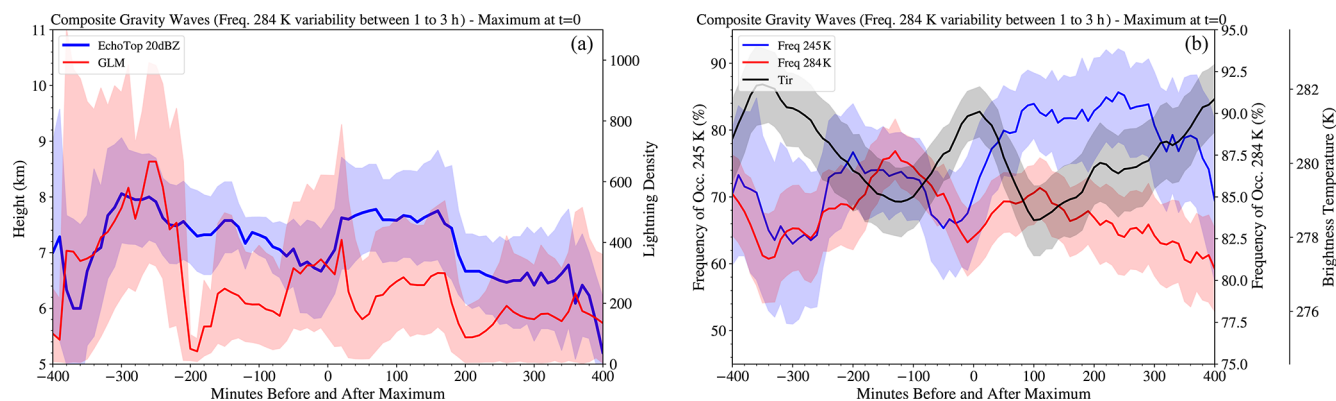 Composite Gravity Waves (Freq. 284 K variability between 1 to 3 h) - Maximum at t=0
(a)
EchoTop 20dBZ
GLM
Height (km)
11
10
9
8
7
6
5
1000
800
600
400
200
0
Lightning Density
−400 −300 −200 −100 0 100 200 300 400
Minutes Before and After Maximum
Composite Gravity Waves (Freq. 284 K variability between 1 to 3 h) - Maximum at t=0
(b)
Freq 245K
Freq 284K
Tir
Frequency of Occ. 245 K (%)
90
80
70
60
50
95.0
92.5
90.0
87.5
85.0
82.5
80.0
77.5
75.0
Frequency of Occ. 284 K (%)
282
280
278
276
Brightness Temperature (K)
−400 −300 −200 −100 0 100 200 300 400
Minutes Before and After Maximum